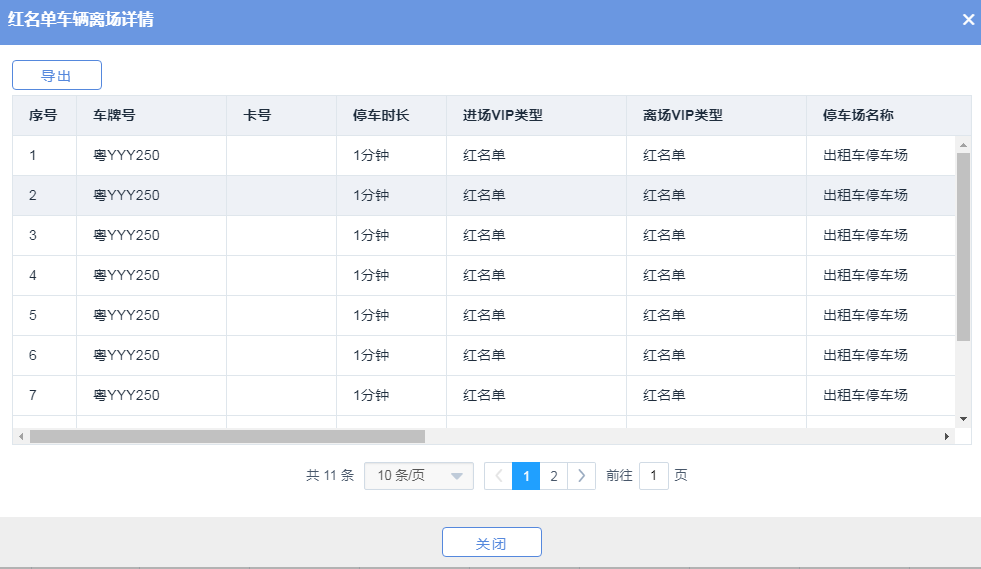 红名单车辆离场详情
导出
序号 车牌号 卡号 停车时长 进场VIP类型 离场VIP类型 停车场名称
1 粤YYY250 1分钟 红名单 红名单 出租车停车场
2 粤YYY250 1分钟 红名单 红名单 出租车停车场
3 粤YYY250 1分钟 红名单 红名单 出租车停车场
4 粤YYY250 1分钟 红名单 红名单 出租车停车场
5 粤YYY250 1分钟 红名单 红名单 出租车停车场
6 粤YYY250 1分钟 红名单 红名单 出租车停车场
7 粤YYY250 1分钟 红名单 红名单 出租车停车场
共 11 条 10 条/页 1 2 前往 1 页
关闭